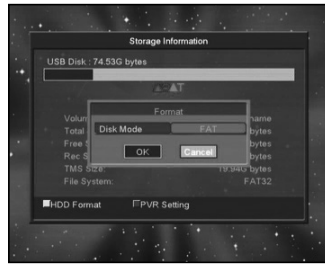 Storage Information
USB Disk : 74.53G bytes
Format
Volum name
Total bytes
Disk Mode FAT
Free S bytes
OK Cancel
Rec S bytes
TMS Size: 19.94G bytes
File System: FAT32
HDD Format PVR Setting